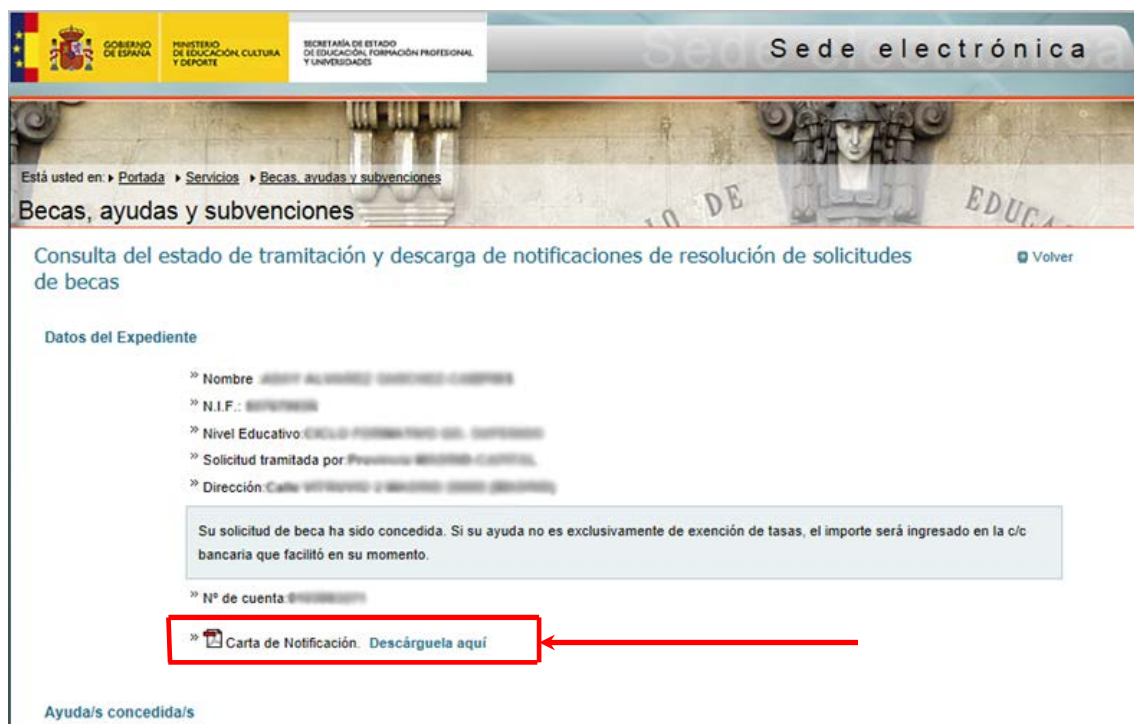 GOBIERNO
DE ESPAÑA
MINISTERIO
DE EDUCACIÓN, CULTURA
Y DEPORTE
SECRETARÍA DE ESTADO
DE EDUCACIÓN, FORMACIÓN PROFESIONAL
Y UNIVERSIDADES
Sede electrónica
Está usted en: Portada Servicios Becas, ayudas y subvenciones
Becas, ayudas y subvenciones
DE EDUCA
Consulta del estado de tramitación y descarga de notificaciones de resolución de solicitudes
de becas
Volver
Datos del Expediente
» Nombre
» N.I.F.:
» Nivel Educativo:
» Solicitud tramitada por:
» Dirección:
Su solicitud de beca ha sido concedida. Si su ayuda no es exclusivamente de exención de tasas, el importe será ingresado en la c/c
bancaria que facilitó en su momento.
» Nº de cuenta:
» Carta de Notificación. Descárguela aquí
Ayuda/s concedida/s